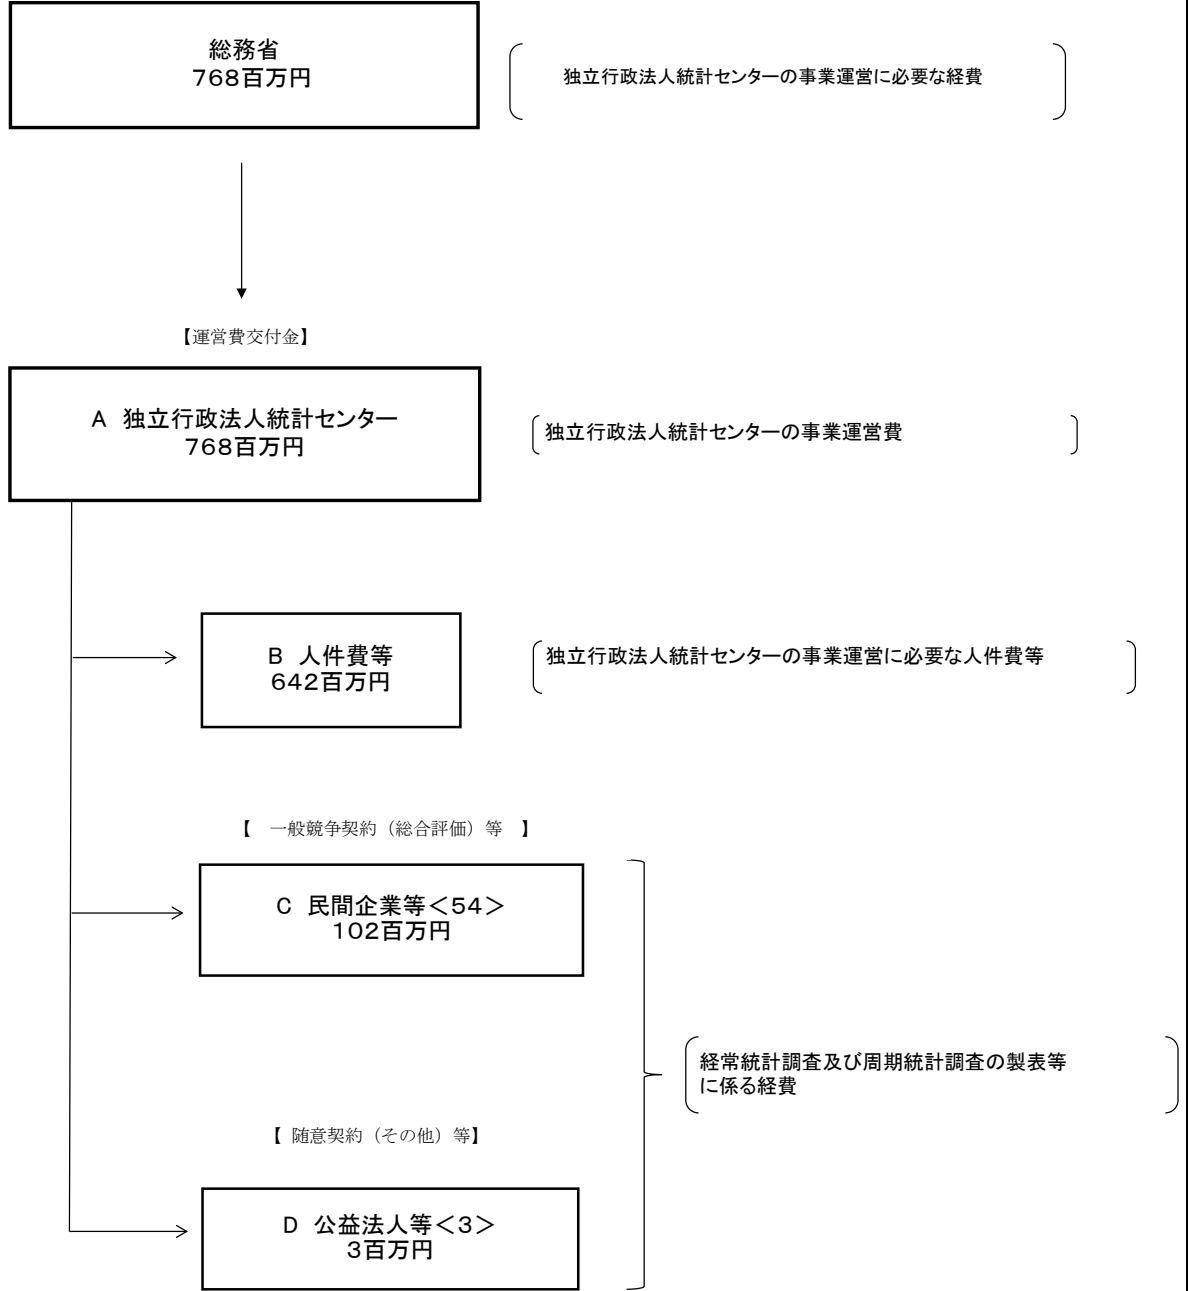 総務省
768百万円
独立行政法人統計センターの事業運営に必要な経費
【運営費交付金】
A 独立行政法人統計センター
768百万円
独立行政法人統計センターの事業運営費
B 人件費等
642百万円
独立行政法人統計センターの事業運営に必要な人件費等
【 一般競争契約（総合評価）等 】
C 民間企業等＜54＞
102百万円
経常統計調査及び周期統計調査の製表等
に係る経費
【 随意契約（その他）等】
D 公益法人等＜3＞
3百万円